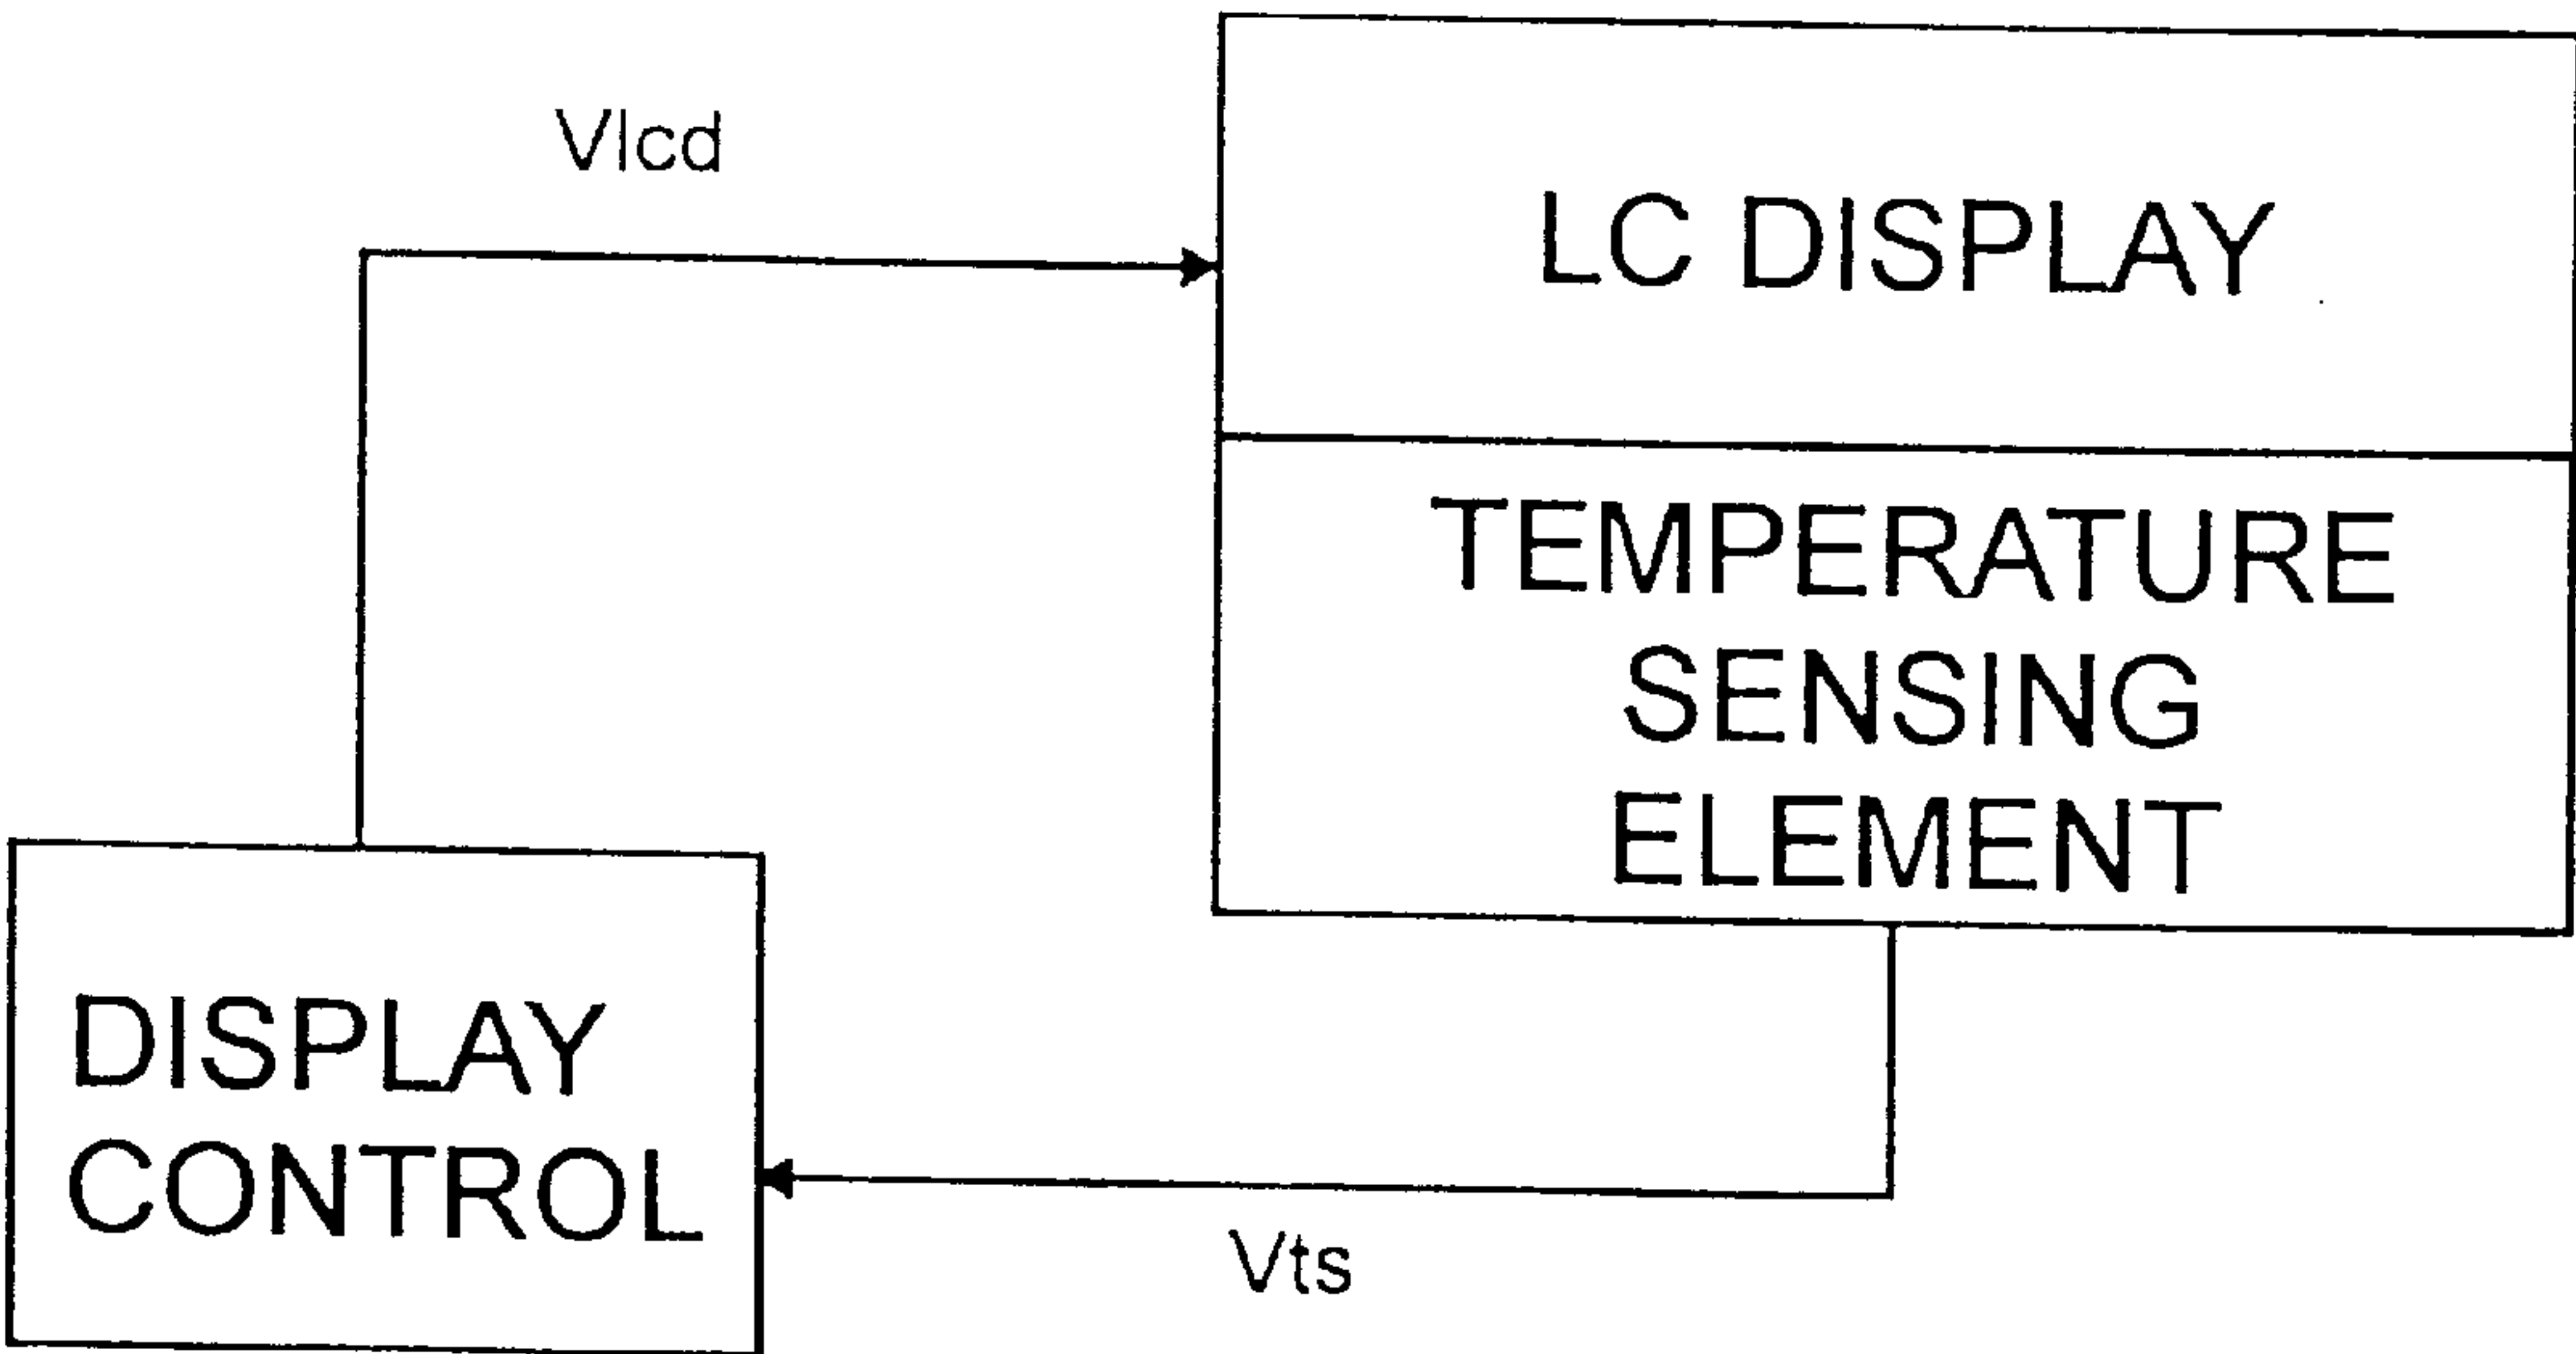 Vlcd
LC DISPLAY
TEMPERATURE
SENSING
ELEMENT
DISPLAY
CONTROL
Vts